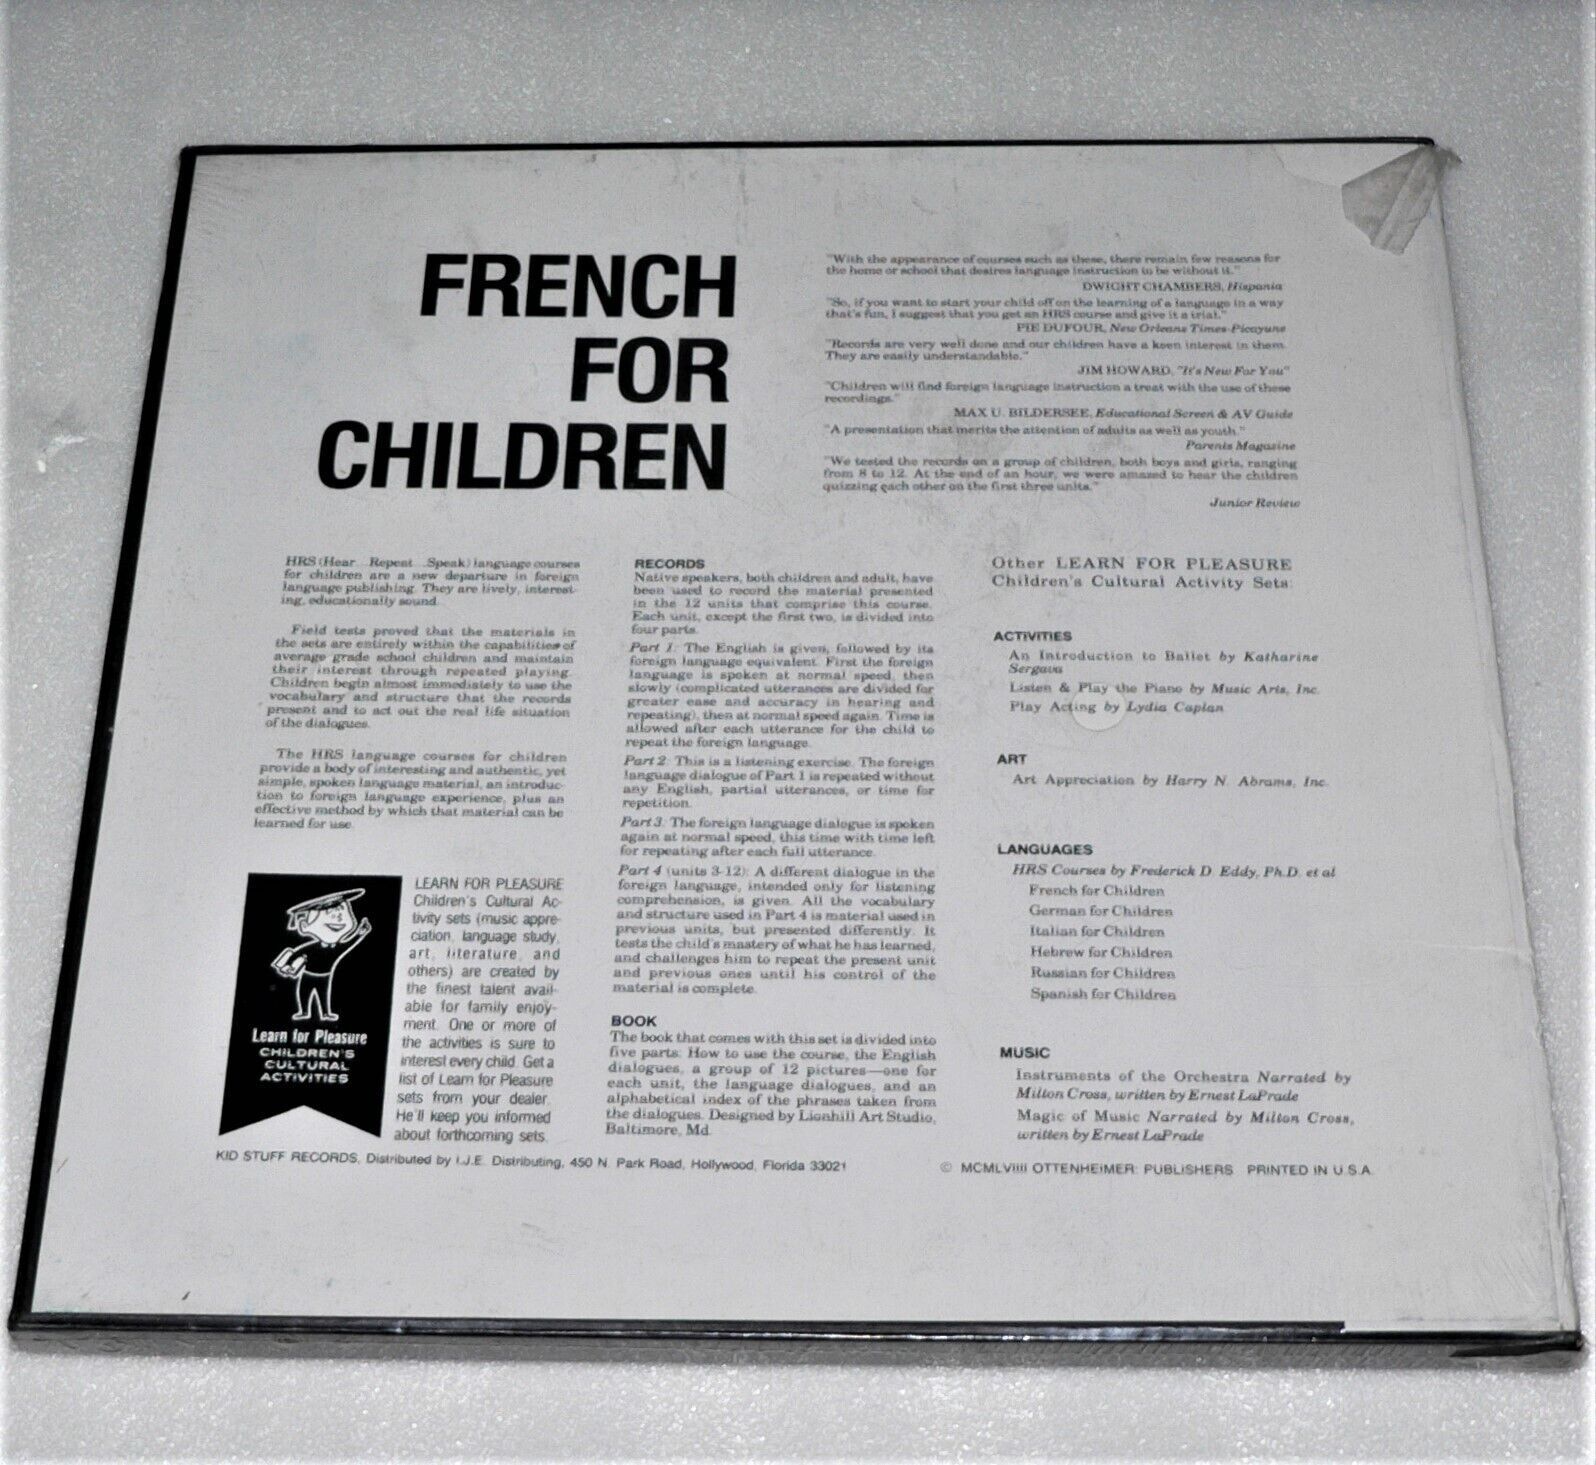 FRENCH
FOR
CHILDREN
"With the appearance of courses such as these, there remain few reasons for
the home or school that desires language instruction to be without it."
DWIGHT CHAMBERS, Hispania
"So, if you want to start your child off on the learning of a language in a way
that's fun, I suggest that you get an HRS course and give it a trial."
PIE DUFOUR, New Orleans Times-Picayune
"Records are very well done and our children have a keen interest in them.
They are easily understandable."
JIM HOWARD, "It's New For You"
"Children will find foreign language instruction a treat with the use of these
recordings."
MAX U. BILDERSEE, Educational Screen & AV Guide
"A presentation that merits the attention of adults as well as youth."
Parents Magazine
"We tested the records on a group of children, both boys and girls, ranging
from 8 to 12. At the end of an hour, we were amazed to hear the children
quizzing each other on the first three units."
Junior Review
HRS (Hear . . Repeat . . Speak) language courses
for children are a new departure in foreign
language publishing. They are lively, interest-
ing, educationally sound.
Field tests proved that the materials in
the sets are entirely within the capabilities of
average grade school children and maintain
their interest through repeated playing.
Children begin almost immediately to use the
vocabulary and structure that the records
present and to act out the real life situation
of the dialogues.
The HRS language courses for children
provide a body of interesting and authentic, yet
simple, spoken language material, an introduc-
tion to foreign language experience, plus an
effective method by which that material can be
learned for use.
Learn for Pleasure
CHILDREN'S
CULTURAL
ACTIVITIES
LEARN FOR PLEASURE
Children's Cultural Ac-
tivity sets (music appre-
ciation, language study,
art, literature, and
others) are created by
the finest talent avail-
able for family enjoy-
ment. One or more of
the activities is sure to
interest every child. Get a
list of Learn for Pleasure
sets from your dealer.
He'll keep you informed
about forthcoming sets.
RECORDS
Native speakers, both children and adult, have
been used to record the material presented
in the 12 units that comprise this course.
Each unit, except the first two, is divided into
four parts.
Part 1: The English is given, followed by its
foreign language equivalent. First the foreign
language is spoken at normal speed, then
slowly (complicated utterances are divided for
greater ease and accuracy in hearing and
repeating), then at normal speed again. Time is
allowed after each utterance for the child to
repeat the foreign language.
Part 2: This is a listening exercise. The foreign
language dialogue of Part 1 is repeated without
any English, partial utterances, or time for
repetition.
Part 3: The foreign language dialogue is spoken
again at normal speed, this time with time left
for repeating after each full utterance.
Part 4 (units 3-12): A different dialogue in the
foreign language, intended only for listening
comprehension, is given. All the vocabulary
and structure used in Part 4 is material used in
previous units, but presented differently. It
tests the child's mastery of what he has learned,
and challenges him to repeat the present unit
and previous ones until his control of the
material is complete.
BOOK
The book that comes with this set is divided into
five parts: How to use the course, the English
dialogues, a group of 12 pictures—one for
each unit, the language dialogues, and an
alphabetical index of the phrases taken from
the dialogues. Designed by Lionhill Art Studio,
Baltimore, Md.
Other LEARN FOR PLEASURE
Children's Cultural Activity Sets:
ACTIVITIES
An Introduction to Ballet by Katharine
Sergava
Listen & Play the Piano by Music Arts, Inc.
Play Acting by Lydia Caplan
ART
Art Appreciation by Harry N. Abrams, Inc.
LANGUAGES
HRS Courses by Frederick D. Eddy, Ph.D. et al
French for Children
German for Children
Italian for Children
Hebrew for Children
Russian for Children
Spanish for Children
MUSIC
Instruments of the Orchestra Narrated by
Milton Cross, written by Ernest LaPrade
Magic of Music Narrated by Milton Cross,
written by Ernest LaPrade
KID STUFF RECORDS, Distributed by I.J.E. Distributing, 450 N. Park Road, Hollywood, Florida 33021
© MCMLVIIII OTTENHEIMER PUBLISHERS PRINTED IN U.S.A.